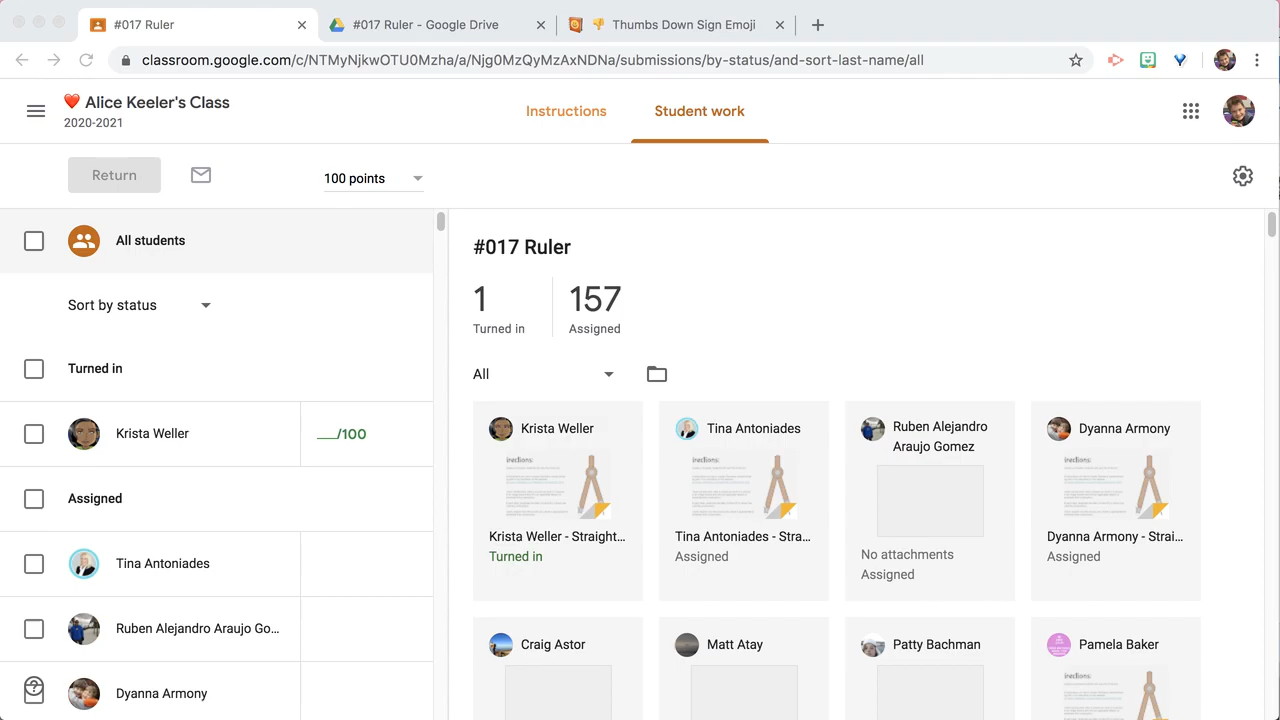 #017 Ruler
#017 Ruler - Google Drive
Thumbs Down Sign Emoji
classroom.google.com/c/NTMyNjkwOTU0Mzha/a/Njg0MzQyMzAxNDNa/submissions/by-status/and-sort-last-name/all
Alice Keeler's Class
2020-2021
Instructions
Student work
Return
100 points
All students
Sort by status
Turned in
Krista Weller
/100
Assigned
Tina Antoniades
Ruben Alejandro Araujo Go...
Dyanna Armony
#017 Ruler
1
Turned in
157
Assigned
All
Krista Weller
Krista Weller - Straight...
Turned in
Tina Antoniades
Tina Antoniades - Stra...
Assigned
Ruben Alejandro
Araujo Gomez
No attachments
Assigned
Dyanna Armony
Dyanna Armony - Strai...
Assigned
Craig Astor
Matt Atay
Patty Bachman
Pamela Baker